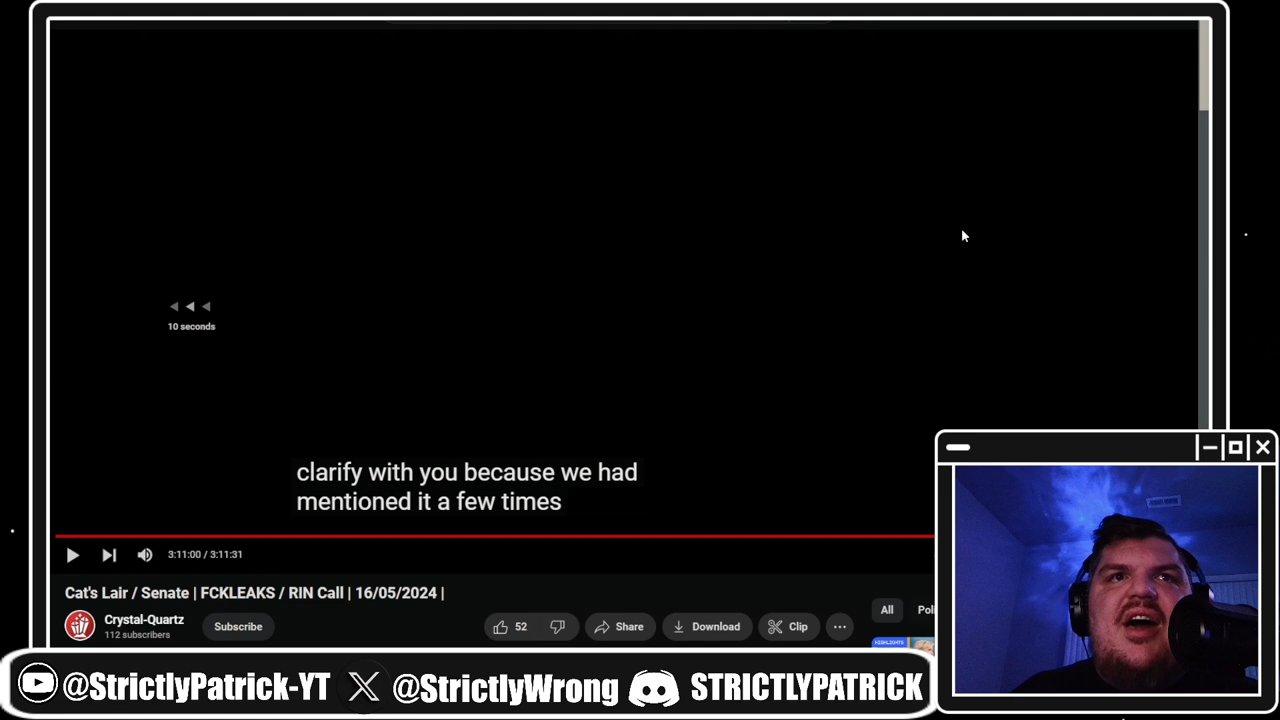 10 seconds
clarify with you because we had
mentioned it a few times
3:11:00 / 3:11:31
Cat's Lair / Senate | FCKLEAKS / RIN Call | 16/05/2024 |
Crystal-Quartz
112 subscribers
Subscribe
52
Share
Download
Clip
All
Poli
HIGHLIGHTS
@StrictlyPatrick-YT
@StrictlyWrong
STRICTLYPATRICK